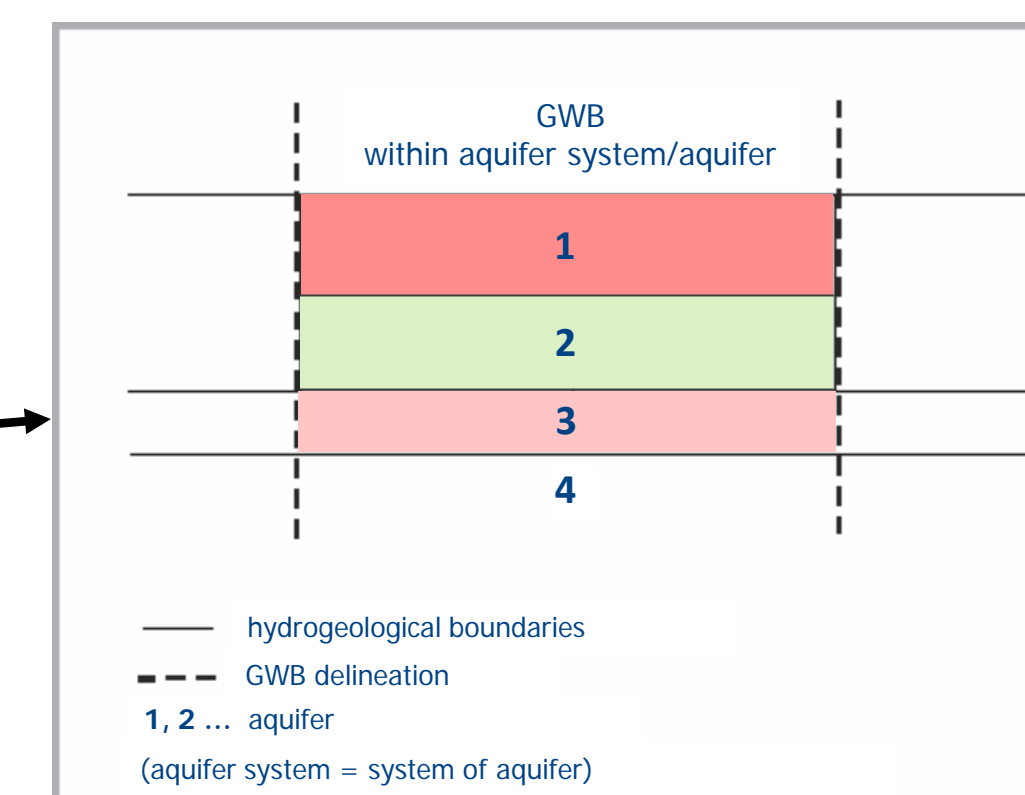 GWB
within aquifer system/aquifer
1
2
3
4
hydrogeological boundaries
GWB delineation
1, 2 ... aquifer
(aquifer system = system of aquifer)